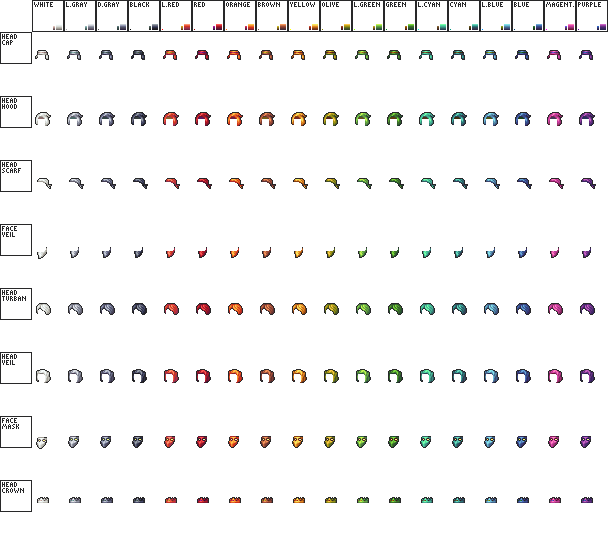 WHITE L.GRAY D.GRAY BLACK L.RED RED ORANGE BROWN YELLOW OLIVE L.GREEN GREEN L.CYAN CYAN L.BLUE BLUE MAGENT. PURPLE
HEAD
CAP
HEAD
HOOD
HEAD
SCARF
FACE
VEIL
HEAD
TURBAN
HEAD
VEIL
FACE
MASK
HEAD
CROWN